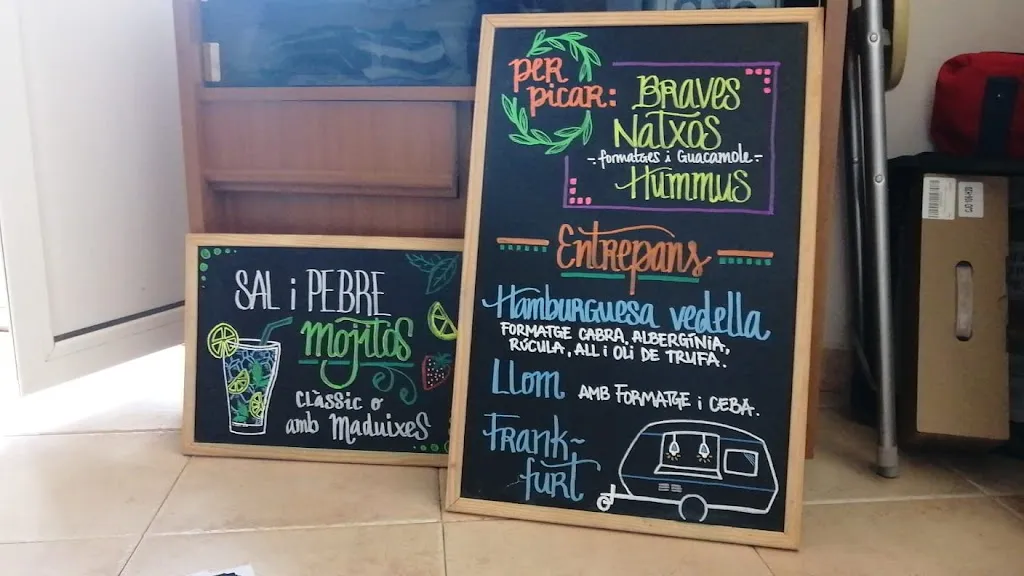 PER
PICAR:
BRAVES
NATXOS
- formatges i Guacamole -
HUMMUS
Entrepans
Hamburguesa vedella
FORMATGE CABRA, ALBERGÍNIA,
RÚCULA, ALL i OLI DE TRUFA.
LLOM AMB FORMATGE i CEBA.
FRANK-
FURT
SAL i PEBRE
MOJITOS
CLÀSSIC O
amb MADUIXES